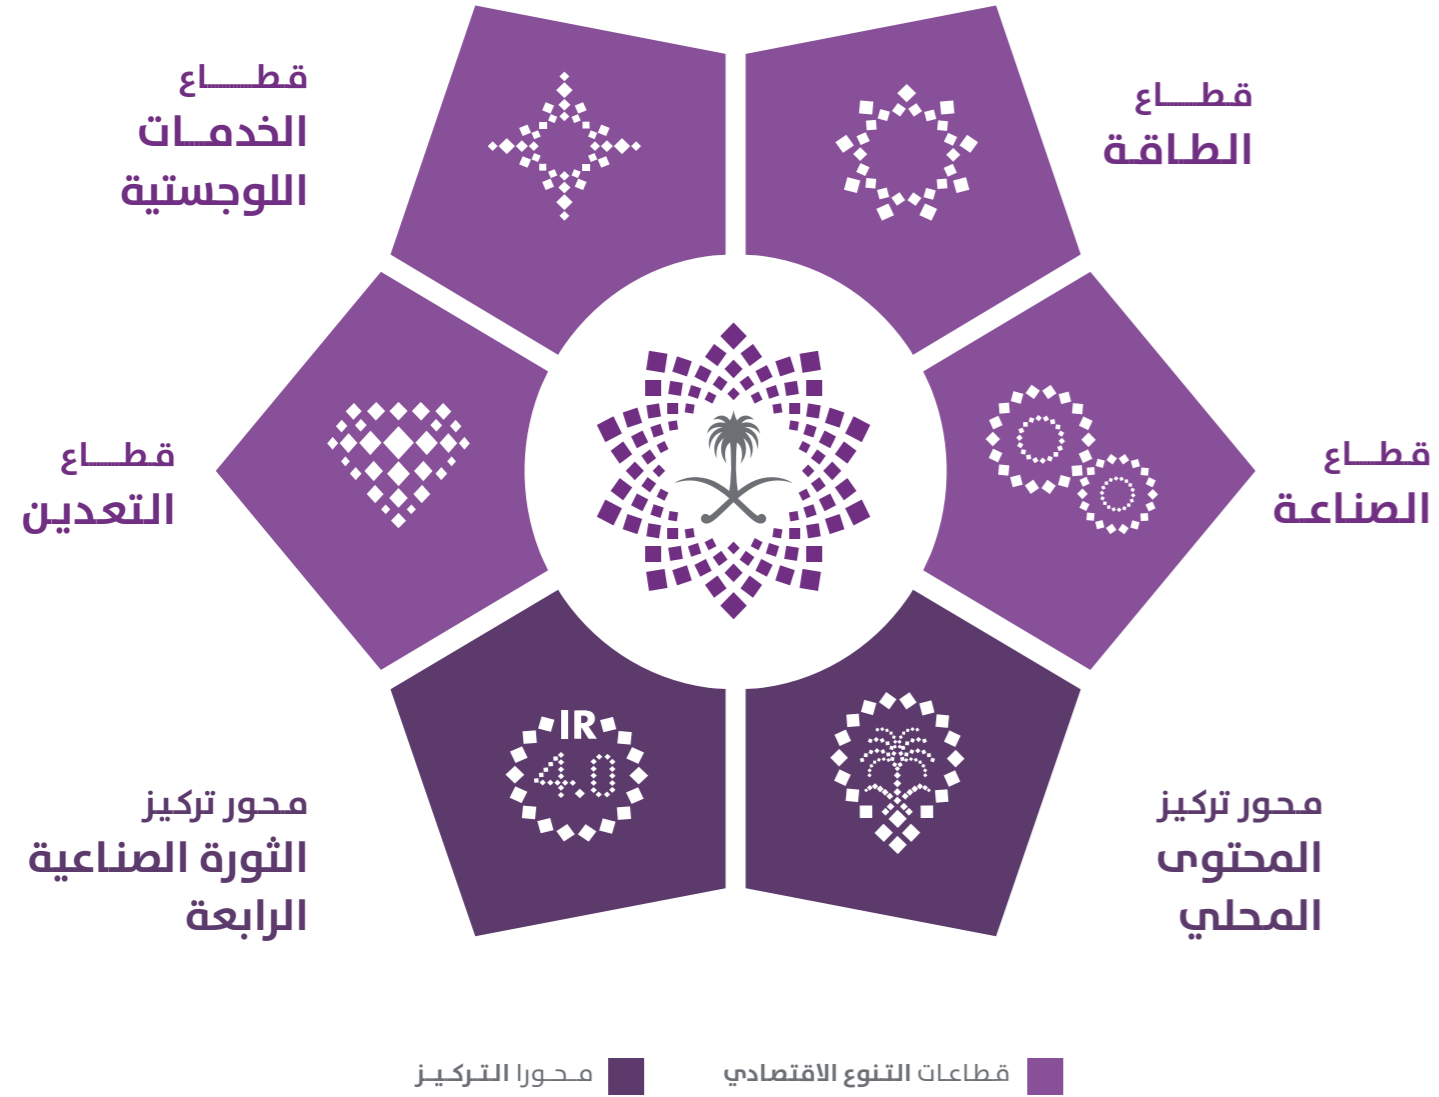 قطاع
الطاقة
قطاع
الخدمات
اللوجستية
قطاع
الصناعة
قطاع
التعدين
محور تركيز
المحتوى
المحلي
محور تركيز
الثورة الصناعية
الرابعة
IR
4.0
قطاعات التنوع الاقتصادي
محورا التركيز